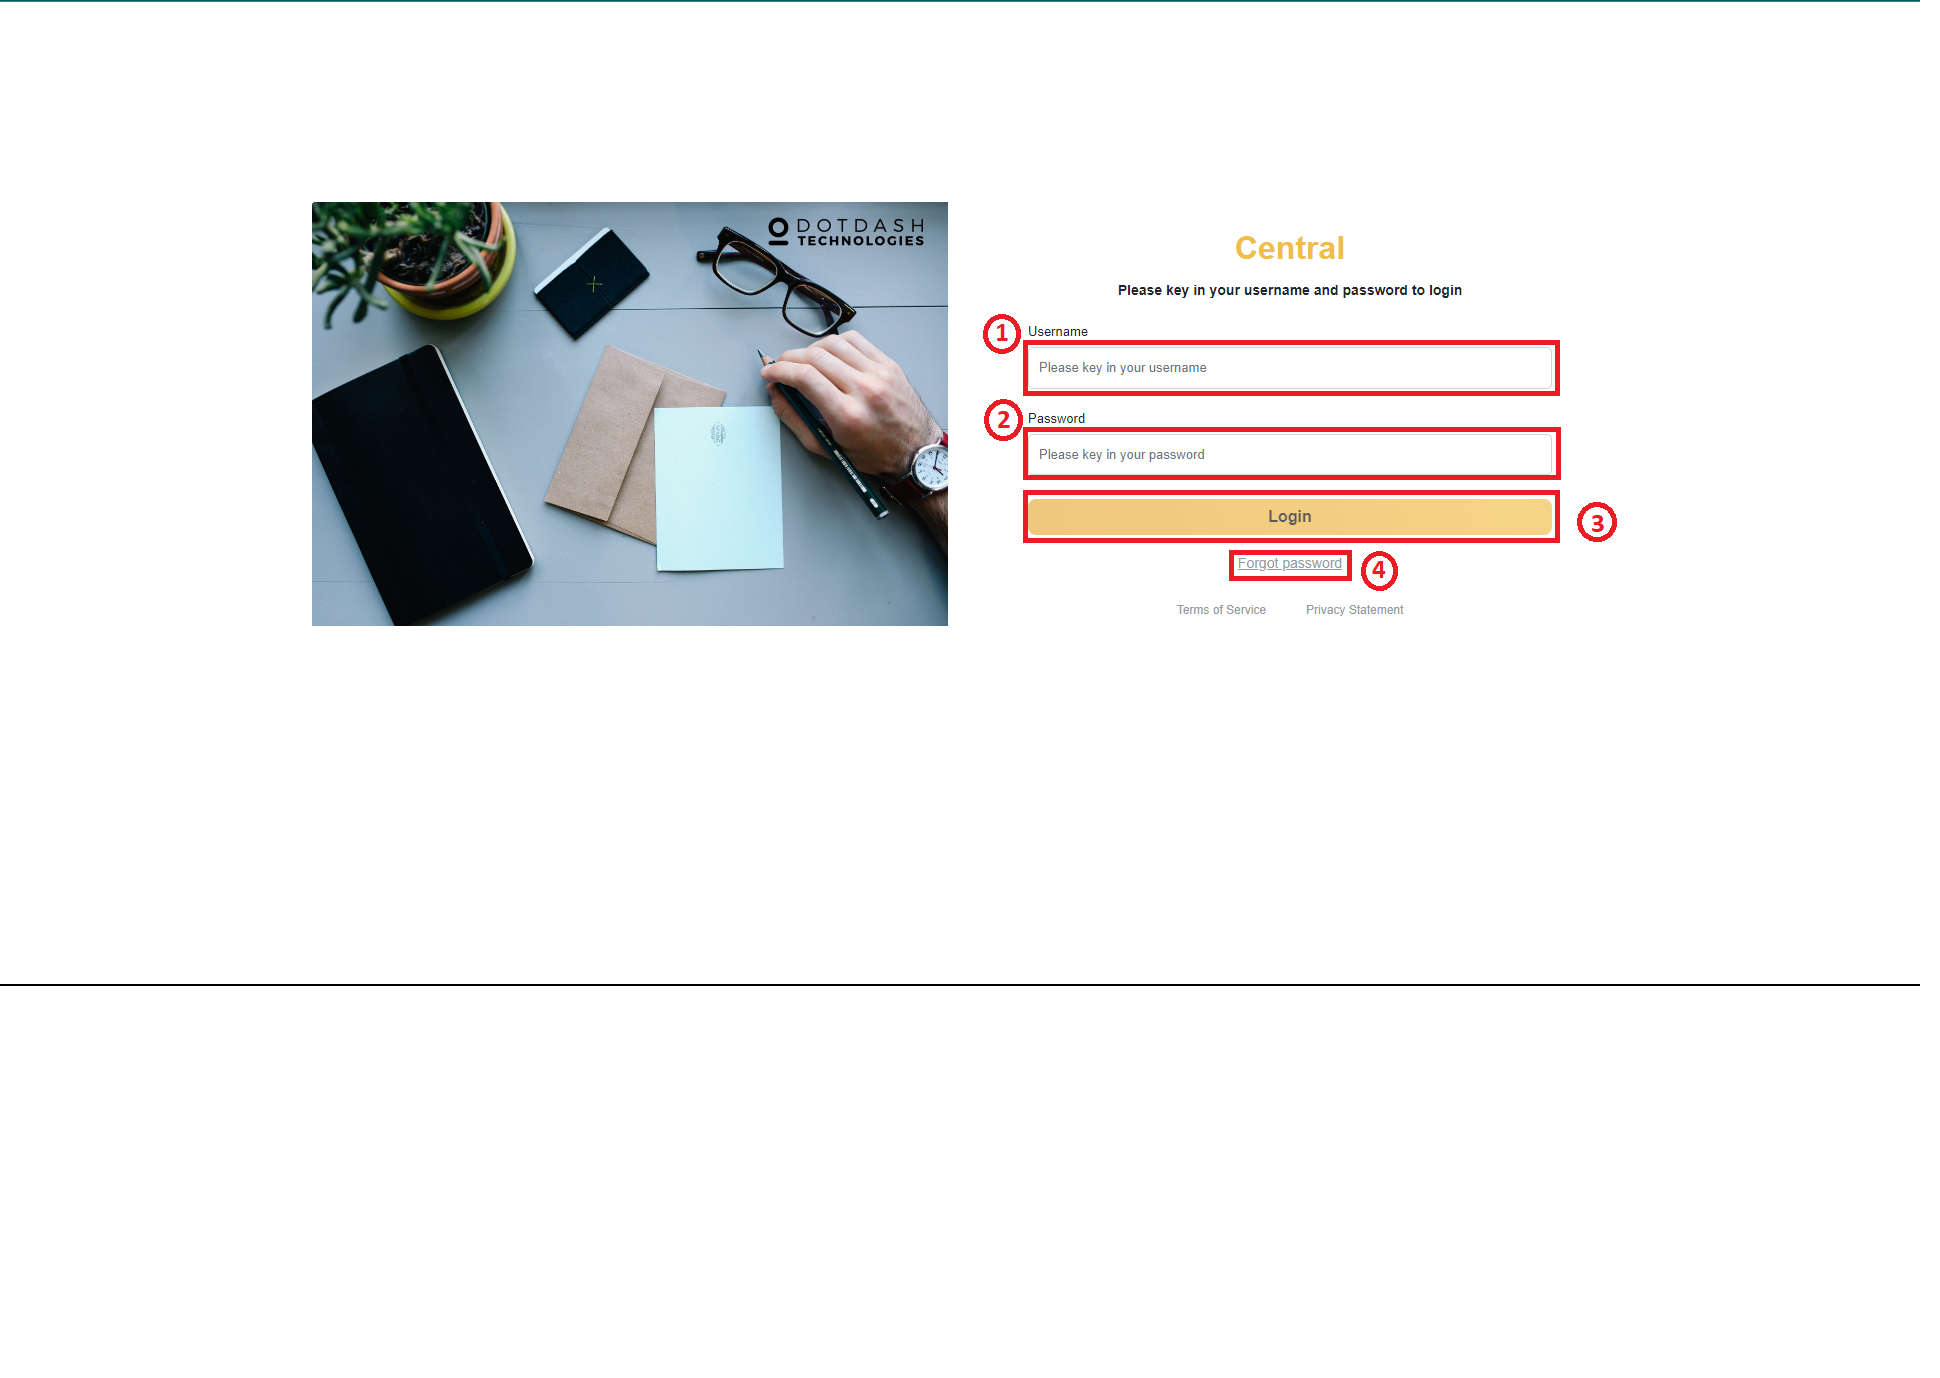 DOTDASH
TECHNOLOGIES
Central
Please key in your username and password to login
1 Username
Please key in your username
2 Password
Please key in your password
Login 3
Forgot password 4
Terms of Service Privacy Statement